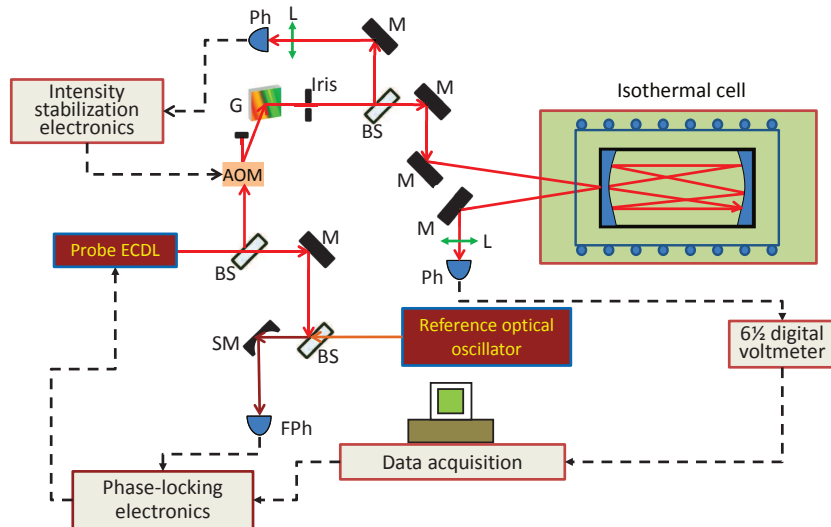 Ph
L
M
Intensity
stabilization
electronics
G
Iris
BS
M
Isothermal cell
AOM
M
Probe ECDL
BS
M
M
L
Ph
SM
BS
Reference optical
oscillator
6½ digital
voltmeter
FPh
Data acquisition
Phase-locking
electronics